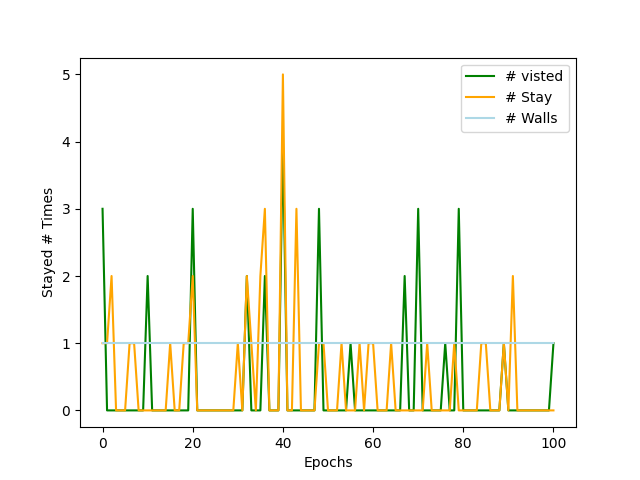 # visted
# Stay
# Walls
5
4
3
2
1
0
Stayed # Times
0 20 40 60 80 100
Epochs